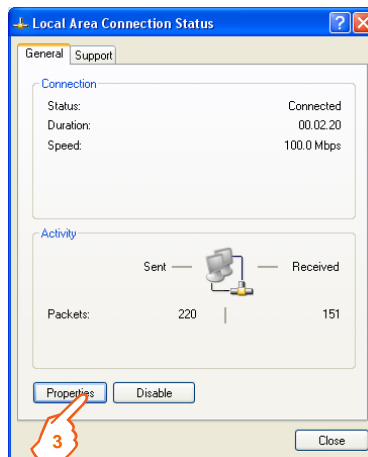 Local Area Connection Status
General Support
Connection
Status: Connected
Duration: 00.02.20
Speed: 100.0 Mbps
Activity
Sent — — Received
Packets: 220 | 151
Properties Disable
3
Close